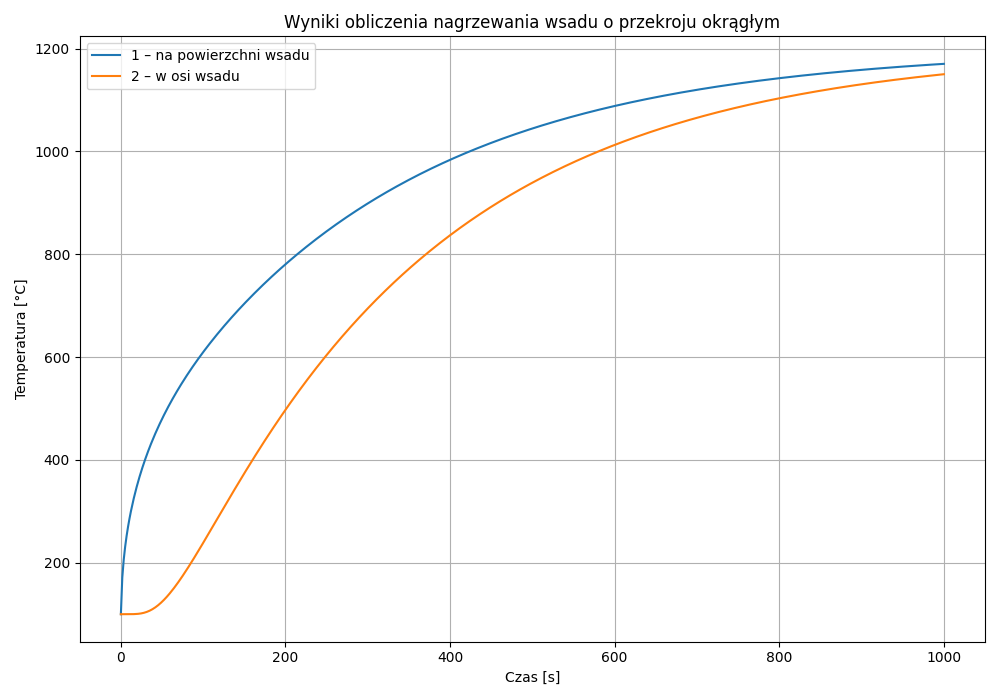 Wyniki obliczenia nagrzewania wsadu o przekroju okrągłym
1 – na powierzchni wsadu
2 – w osi wsadu
1200
1000
800
600
400
200
Temperatura [°C]
0 200 400 600 800 1000
Czas [s]